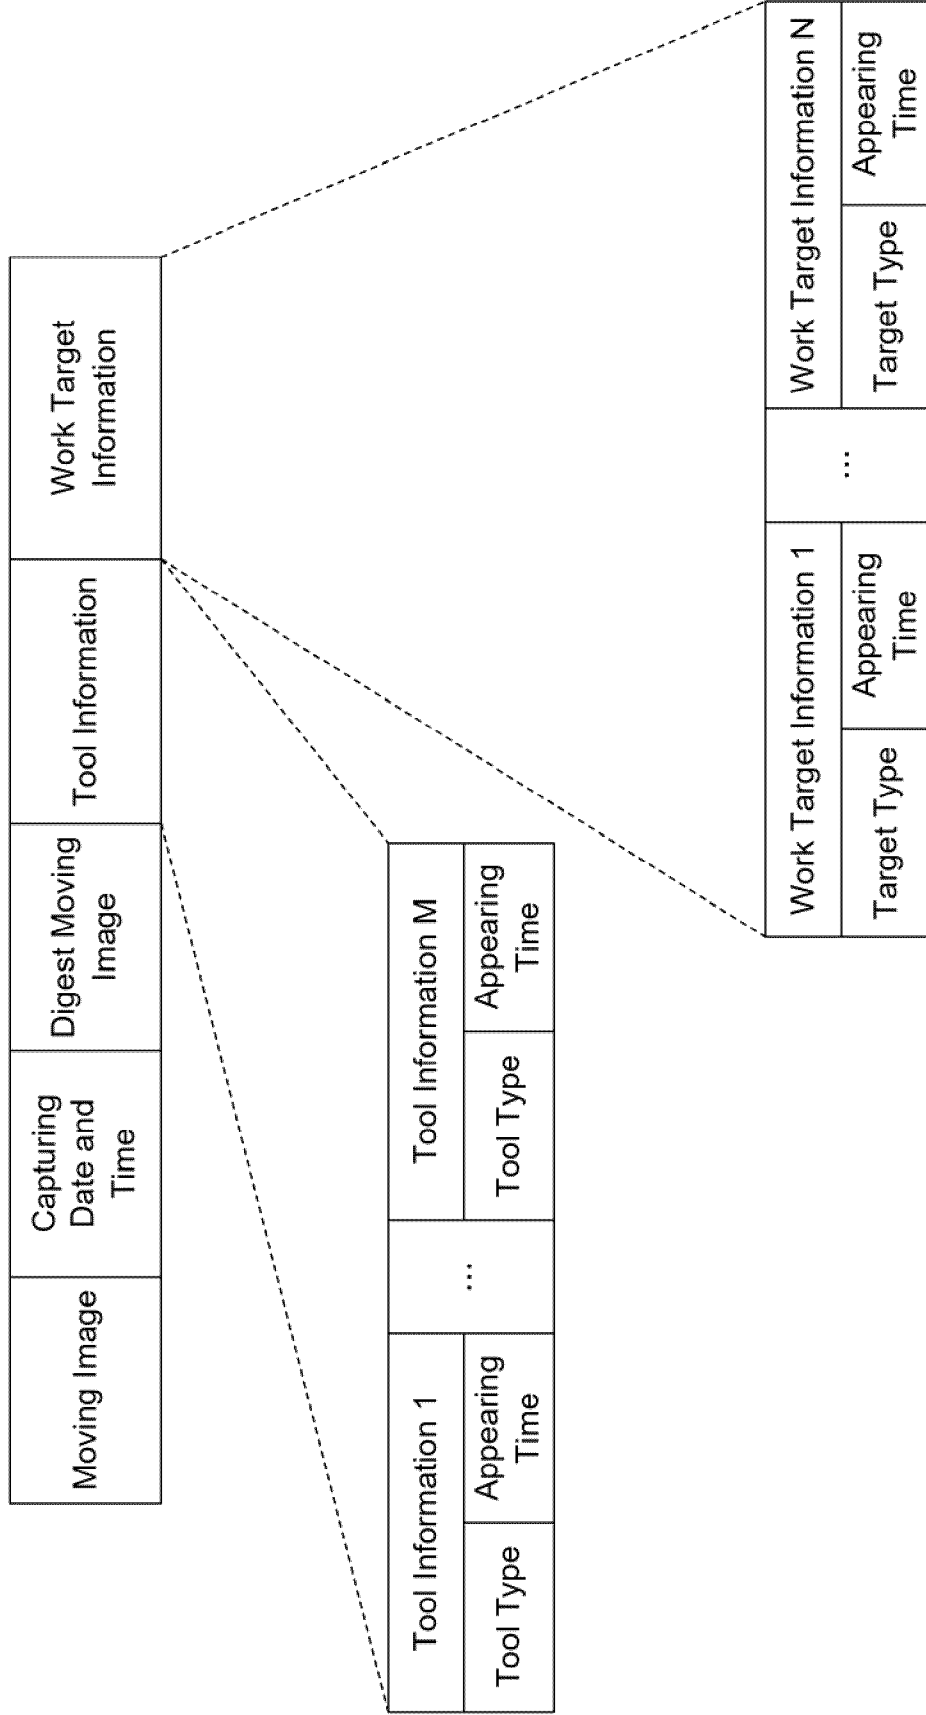 Moving Image
Capturing
Date and
Time
Digest Moving
Image
Tool Information
Work Target
Information
Tool Information 1
...
Tool Information M
Tool Type
Appearing
Time
Tool Type
Appearing
Time
Work Target Information 1
...
Work Target Information N
Target Type
Appearing
Time
Target Type
Appearing
Time